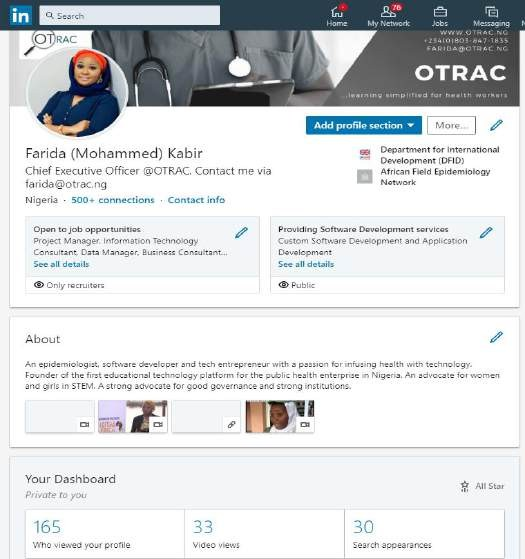 in
Search
Home
My Network
76
Jobs
Messaging
OTRAC
WWW.OTRAC.NG
+234(0)803-847-1835
FARIDA@OTRAC.NG
OTRAC
...learning simplified for health workers
Add profile section
More...
Farida (Mohammed) Kabir
Chief Executive Officer @OTRAC. Contact me via
farida@otrac.ng
Nigeria · 500+ connections · Contact info
Department for International
Development (DFID)
African Field Epidemiology
Network
Open to job opportunities
Project Manager, Information Technology
Consultant, Data Manager, Business Consultant...
See all details
Only recruiters
Providing Software Development services
Custom Software Development and Application
Development
See all details
Public
About
An epidemiologist, software developer and tech entrepreneur with a passion for infusing health with technology.
Founder of the first educational technology platform for the public health enterprise in Nigeria. An advocate for women
and girls in STEM. A strong advocate for good governance and strong institutions.
Your Dashboard
Private to you
All Star
165
Who viewed your profile
33
Video views
30
Search appearances